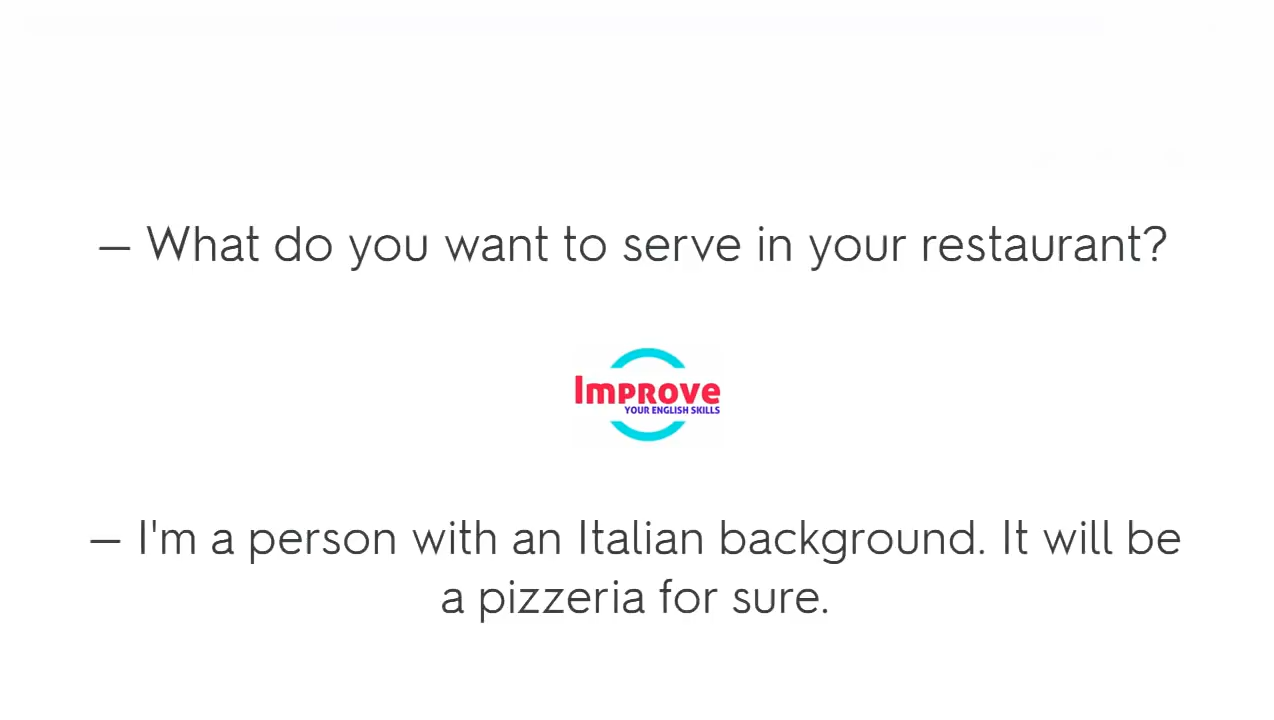 – What do you want to serve in your restaurant?
Improve
YOUR ENGLISH SKILLS
– I'm a person with an Italian background. It will be
a pizzeria for sure.